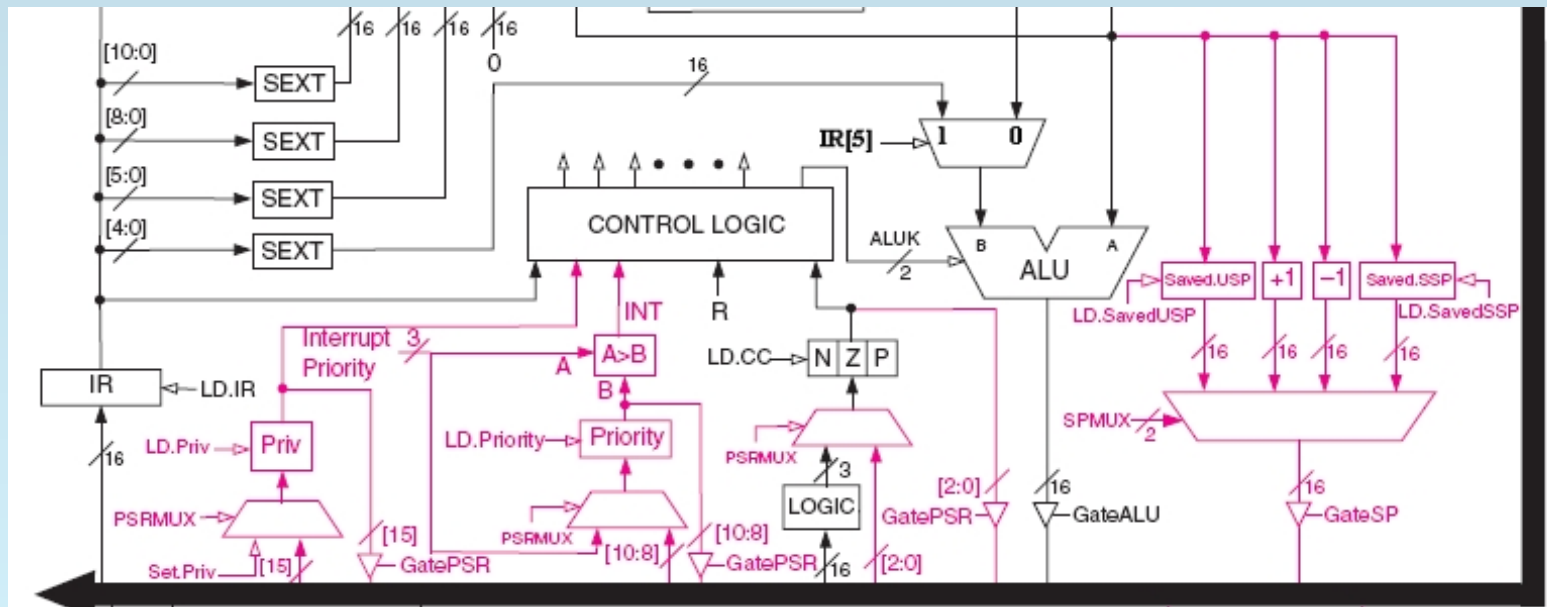 16 16 16 16
[10:0]
0
16
SEXT
[8:0]
SEXT
IR[5] 1 0
[5:0]
SEXT
CONTROL LOGIC
[4:0]
SEXT
ALUK
2
B A
ALU
Saved.USP +1 –1 Saved.SSP
LD.SavedUSP
LD.SavedSSP
INT
R
Interrupt
Priority
3
A
A>B
B
LD.CC N Z P
16 16 16 16
IR
LD.IR
SPMUX
2
LD.Priv
Priv
LD.Priority
Priority
PSRMUX
16
3
LOGIC
[2:0]
GatePSR
16
GateALU
16
GateSP
PSRMUX
PSRMUX
[15]
GatePSR
[10:8]
[10:8]
GatePSR
16
[2:0]
Set.Priv
[15]